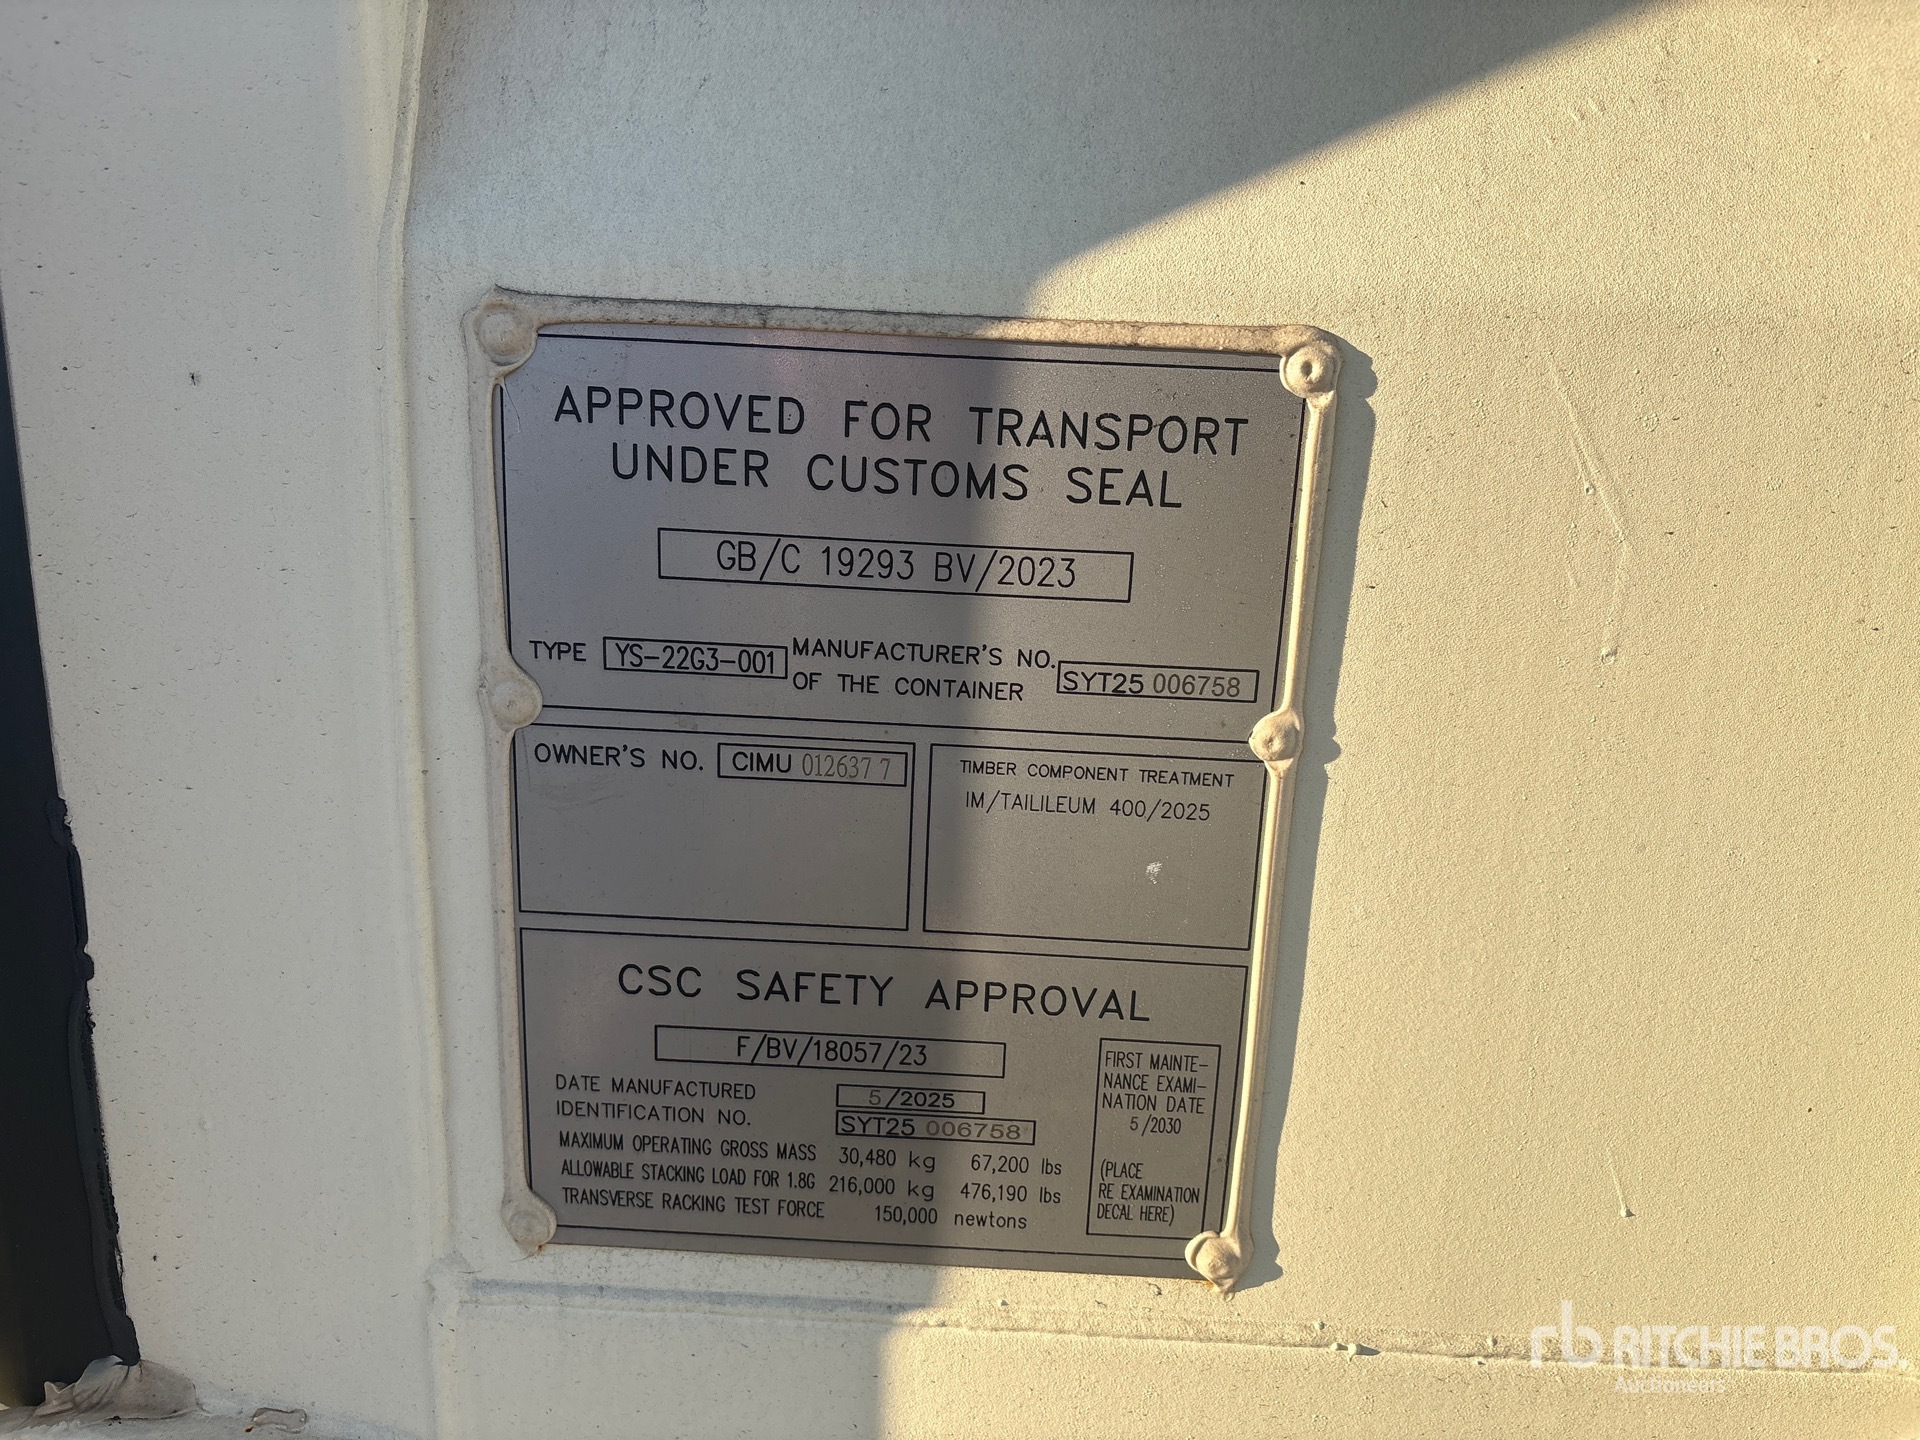 APPROVED FOR TRANSPORT
UNDER CUSTOMS SEAL
GB/C 19293 BV/2023
TYPE YS-22G3-001
MANUFACTURER'S NO.
OF THE CONTAINER
SYT25 006758
OWNER'S NO. CIMU 012637 7
TIMBER COMPONENT TREATMENT
IM/TAILILEUM 400/2025
CSC SAFETY APPROVAL
F/BV/18057/23
DATE MANUFACTURED 5/2025
IDENTIFICATION NO. SYT25 006758
MAXIMUM OPERATING GROSS MASS 30,480 kg 67,200 lbs
ALLOWABLE STACKING LOAD FOR 1.8G 216,000 kg 476,190 lbs
TRANSVERSE RACKING TEST FORCE 150,000 newtons
FIRST MAINTE-
NANCE EXAMI-
NATION DATE
5/2030
(PLACE
RE EXAMINATION
DECAL HERE)
rb RITCHIE BROS.
Auctioneers